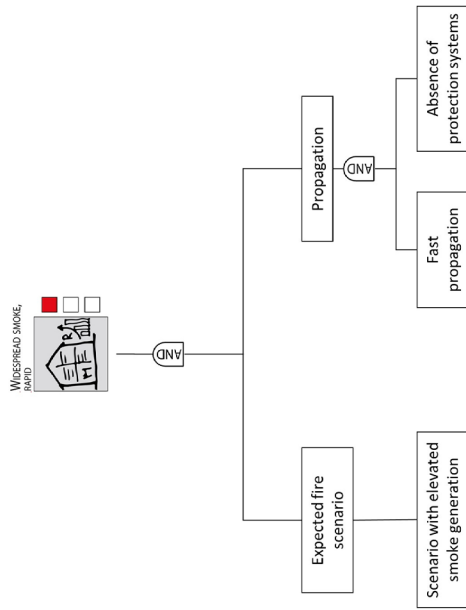 WIDESPREAD SMOKE,
RAPID
M
R
AND
Expected fire
scenario
Propagation
AND
Scenario with elevated
smoke generation
Fast
propagation
Absence of
protection systems